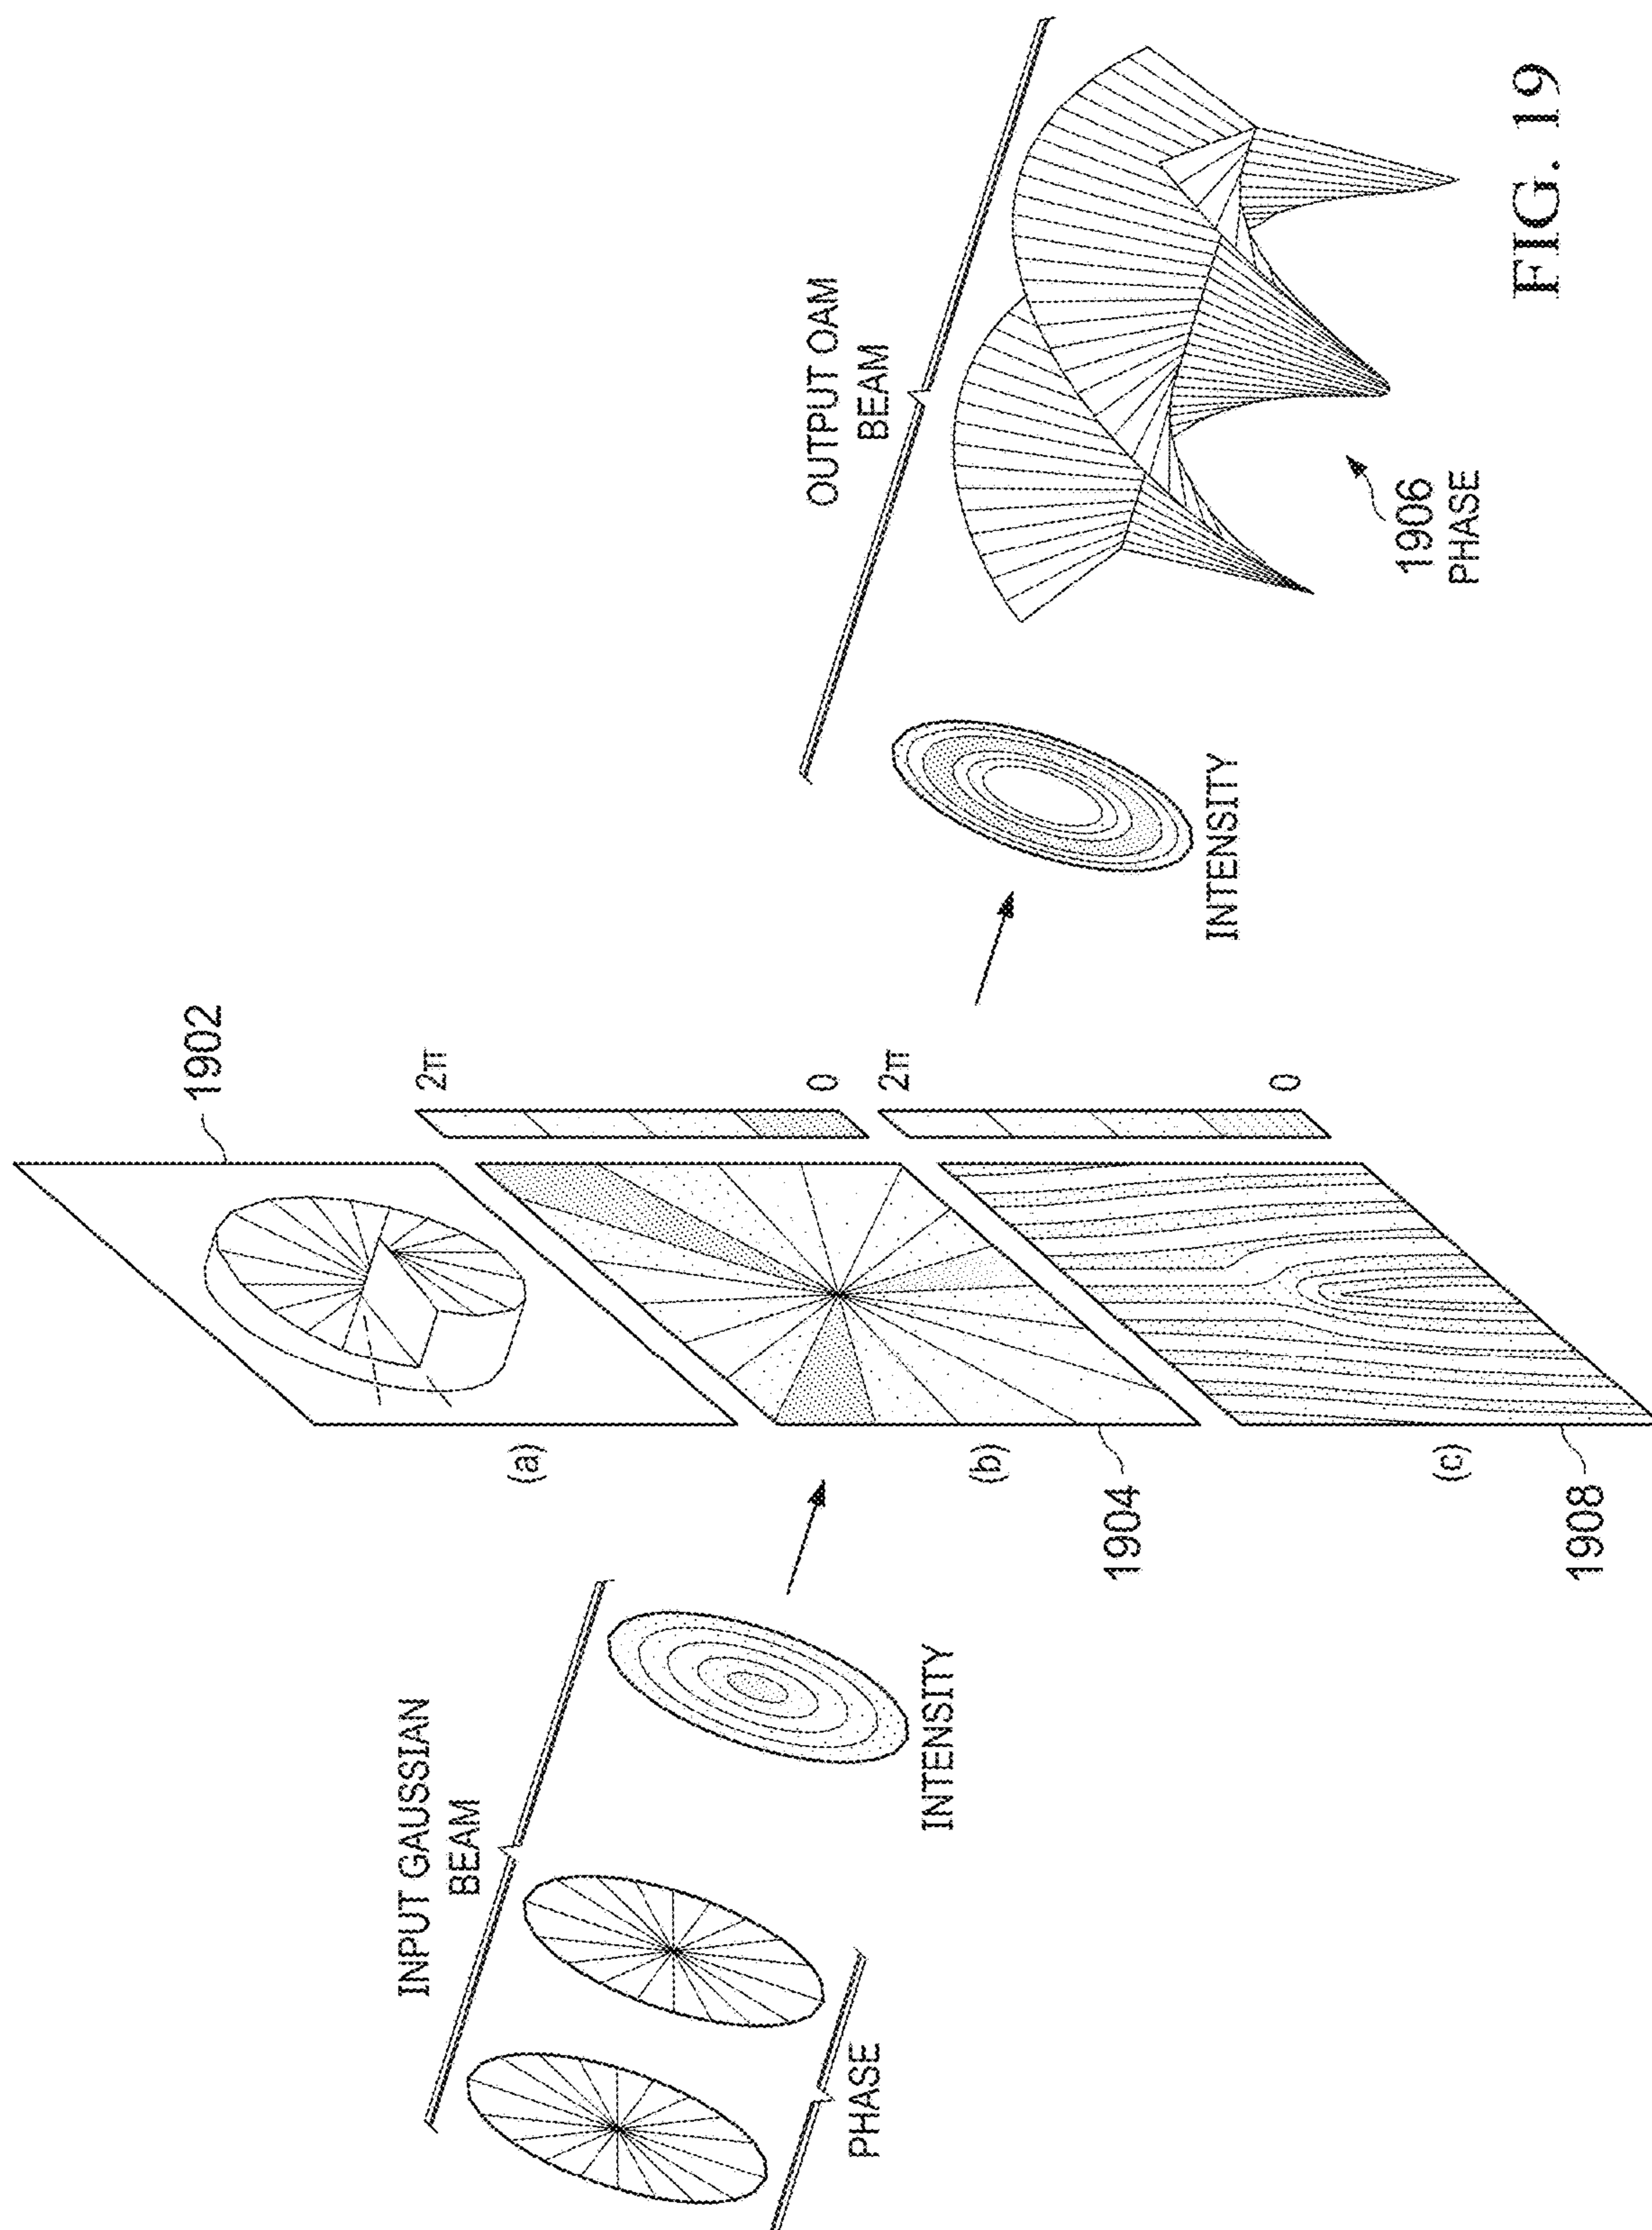 INPUT GAUSSIAN
BEAM
PHASE
INTENSITY
(a)
1902
2π
0
(b)
1904
2π
0
(c)
1908
OUTPUT OAM
BEAM
INTENSITY
1906
PHASE
FIG. 19